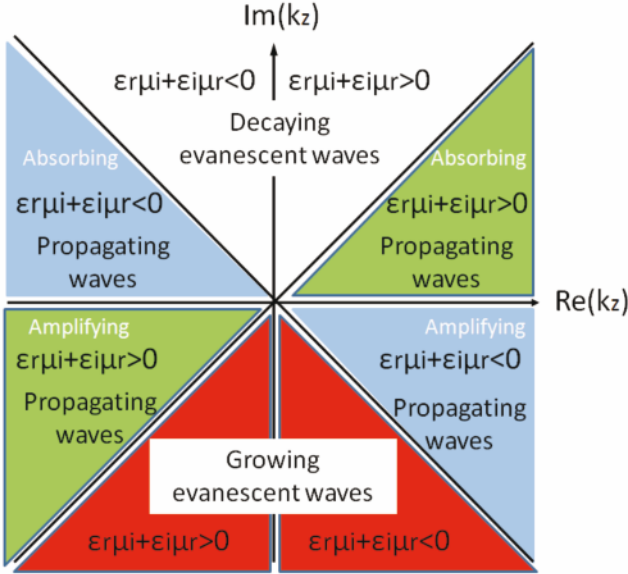 Im(kz)
εrμi+εiμr<0 εrμi+εiμr>0
Decaying
evanescent waves
Absorbing
εrμi+εiμr<0
Propagating
waves
Absorbing
εrμi+εiμr>0
Propagating
waves
Re(kz)
Amplifying
εrμi+εiμr>0
Propagating
waves
Amplifying
εrμi+εiμr<0
Propagating
waves
Growing
evanescent waves
εrμi+εiμr>0 εrμi+εiμr<0